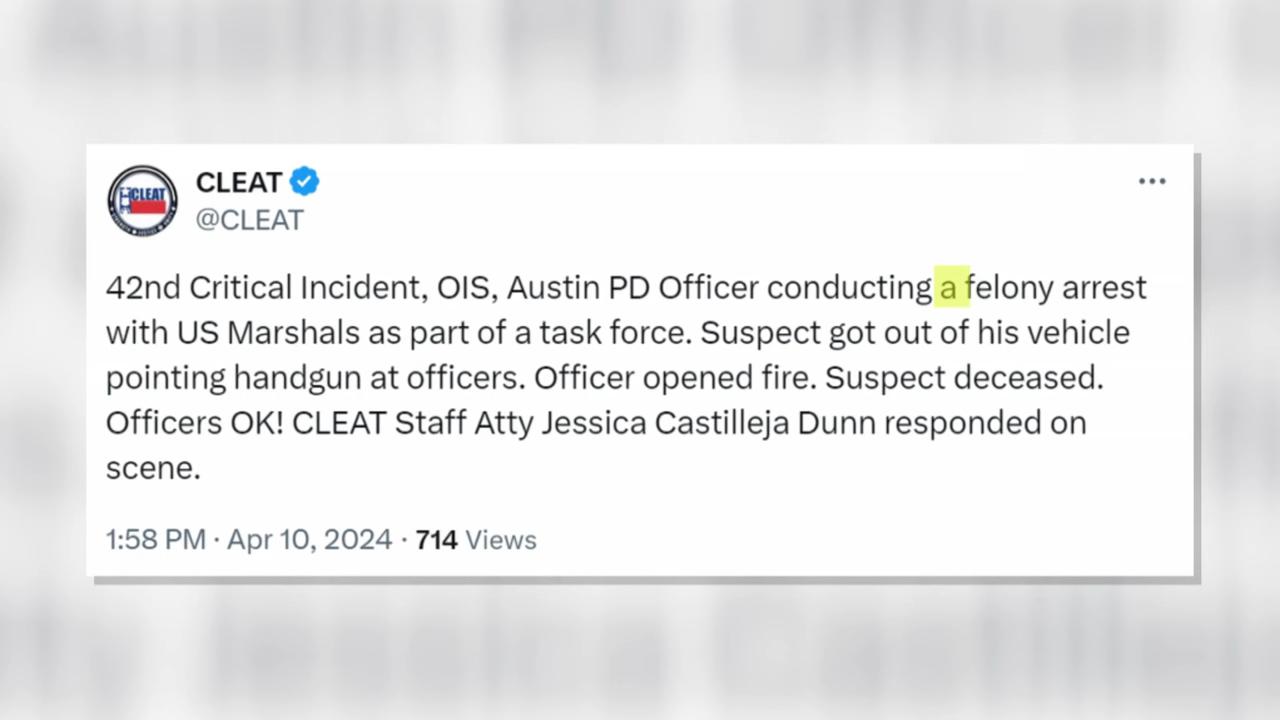 CLEAT
CLEAT
@CLEAT
42nd Critical Incident, OIS, Austin PD Officer conducting a felony arrest
with US Marshals as part of a task force. Suspect got out of his vehicle
pointing handgun at officers. Officer opened fire. Suspect deceased.
Officers OK! CLEAT Staff Atty Jessica Castilleja Dunn responded on
scene.
1:58 PM · Apr 10, 2024 · 714 Views